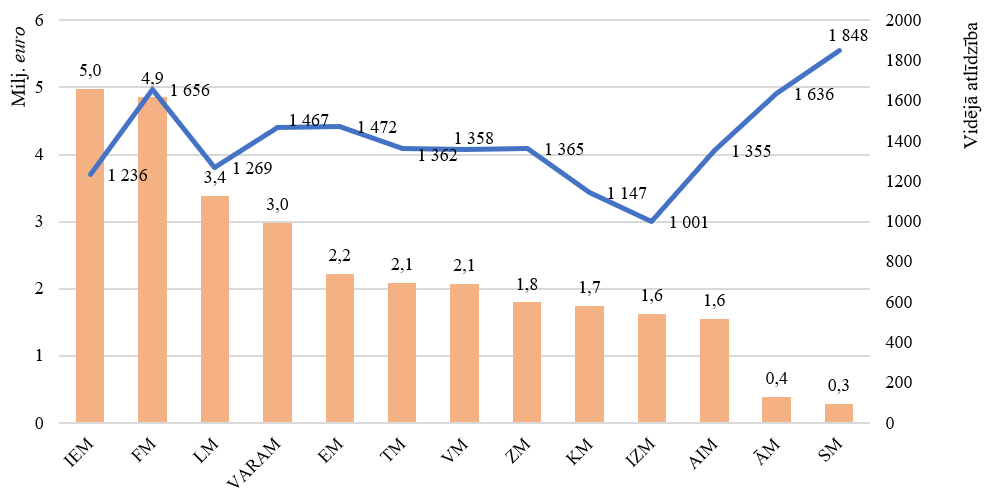 Milj. euro
Vidējā atlīdzība
6
5
4
3
2
1
0
2000
1800
1600
1400
1200
1000
800
600
400
200
0
5,0
4,9
3,4
3,0
2,2
2,1
2,1
1,8
1,7
1,6
1,6
0,4
0,3
1 236
1 656
1 269
1 467
1 472
1 362
1 358
1 365
1 147
1 001
1 355
1 636
1 848
IEM
FM
LM
VARAM
EM
TM
VM
ZM
KM
IZM
AIM
ĀM
SM